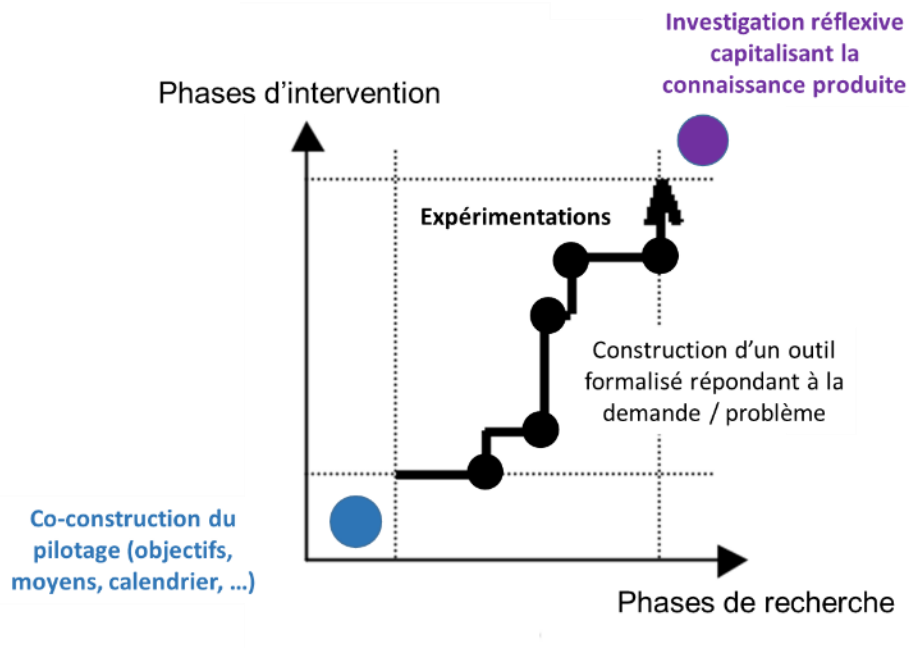 Investigation réflexive
capitalisant la
connaissance produite
Phases d'intervention
Expérimentations
Construction d'un outil
formalisé répondant à la
demande / problème
Co-construction du
pilotage (objectifs,
moyens, calendrier, …)
Phases de recherche